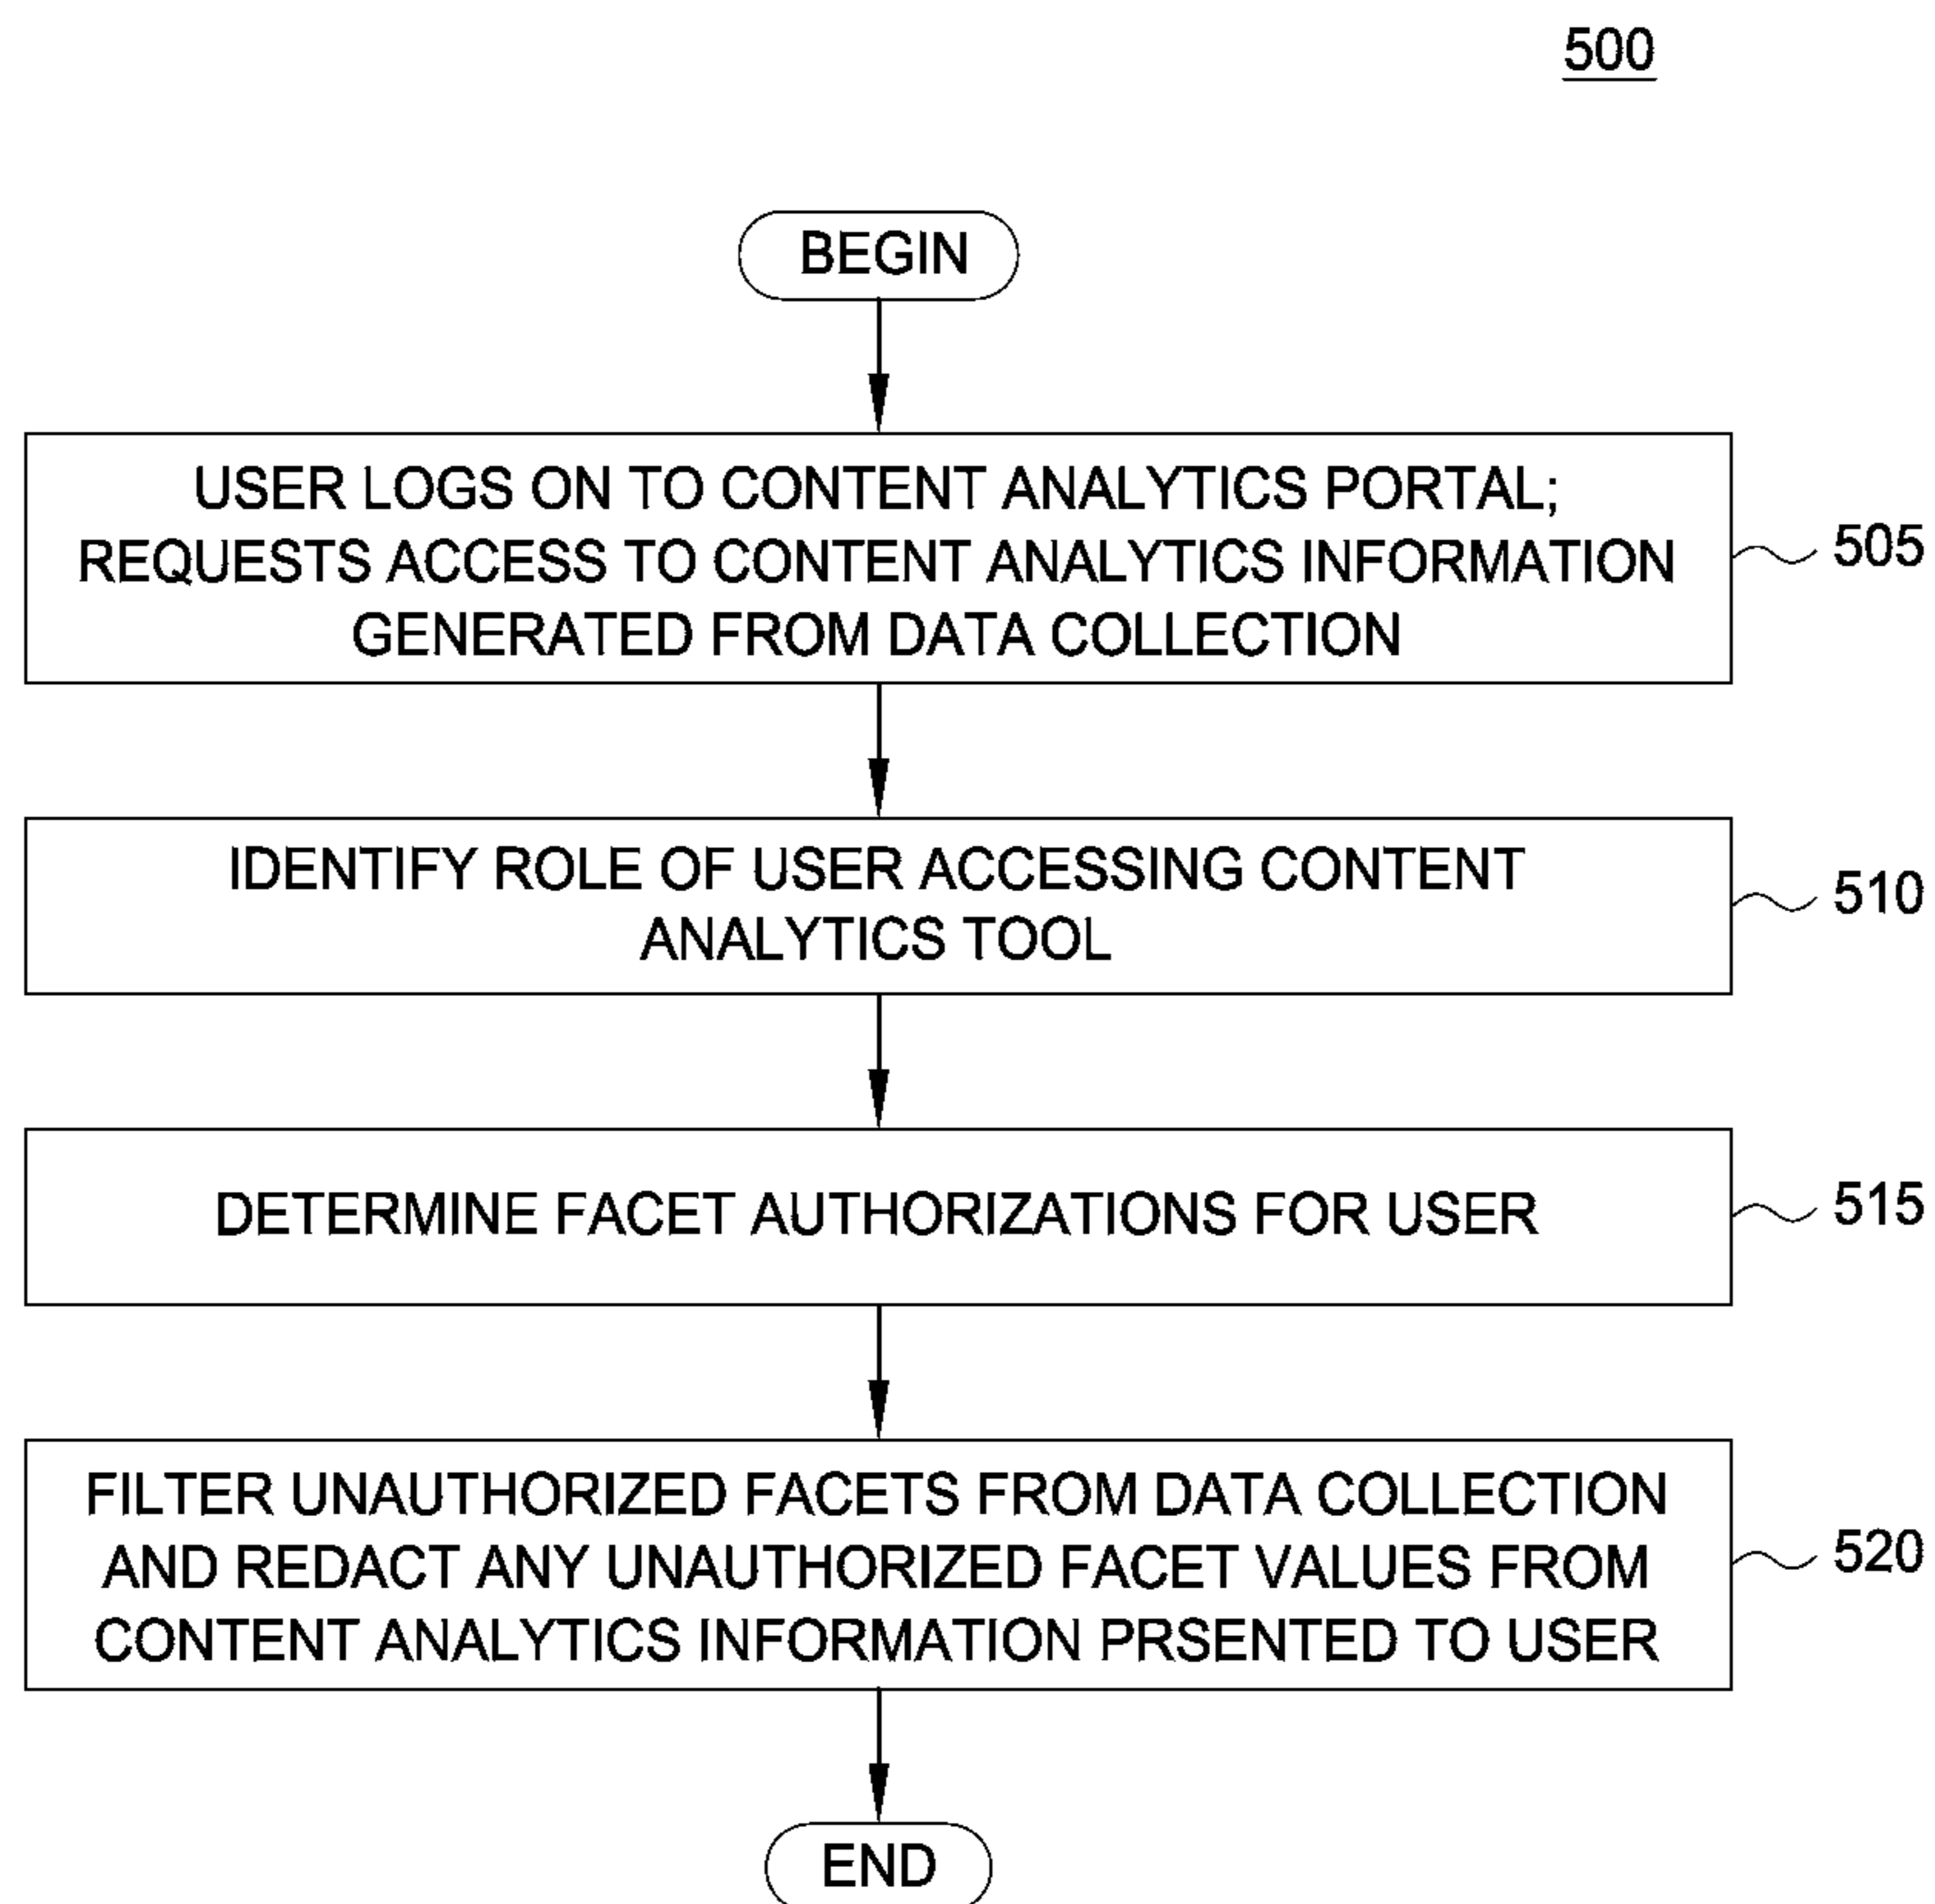 500
BEGIN
USER LOGS ON TO CONTENT ANALYTICS PORTAL;
REQUESTS ACCESS TO CONTENT ANALYTICS INFORMATION
GENERATED FROM DATA COLLECTION
505
IDENTIFY ROLE OF USER ACCESSING CONTENT
ANALYTICS TOOL
510
DETERMINE FACET AUTHORIZATIONS FOR USER
515
FILTER UNAUTHORIZED FACETS FROM DATA COLLECTION
AND REDACT ANY UNAUTHORIZED FACET VALUES FROM
CONTENT ANALYTICS INFORMATION PRSENTED TO USER
520
END